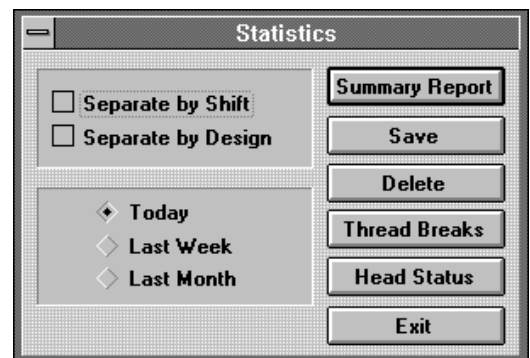 Statistics
Separate by Shift
Separate by Design
Today
Last Week
Last Month
Summary Report
Save
Delete
Thread Breaks
Head Status
Exit